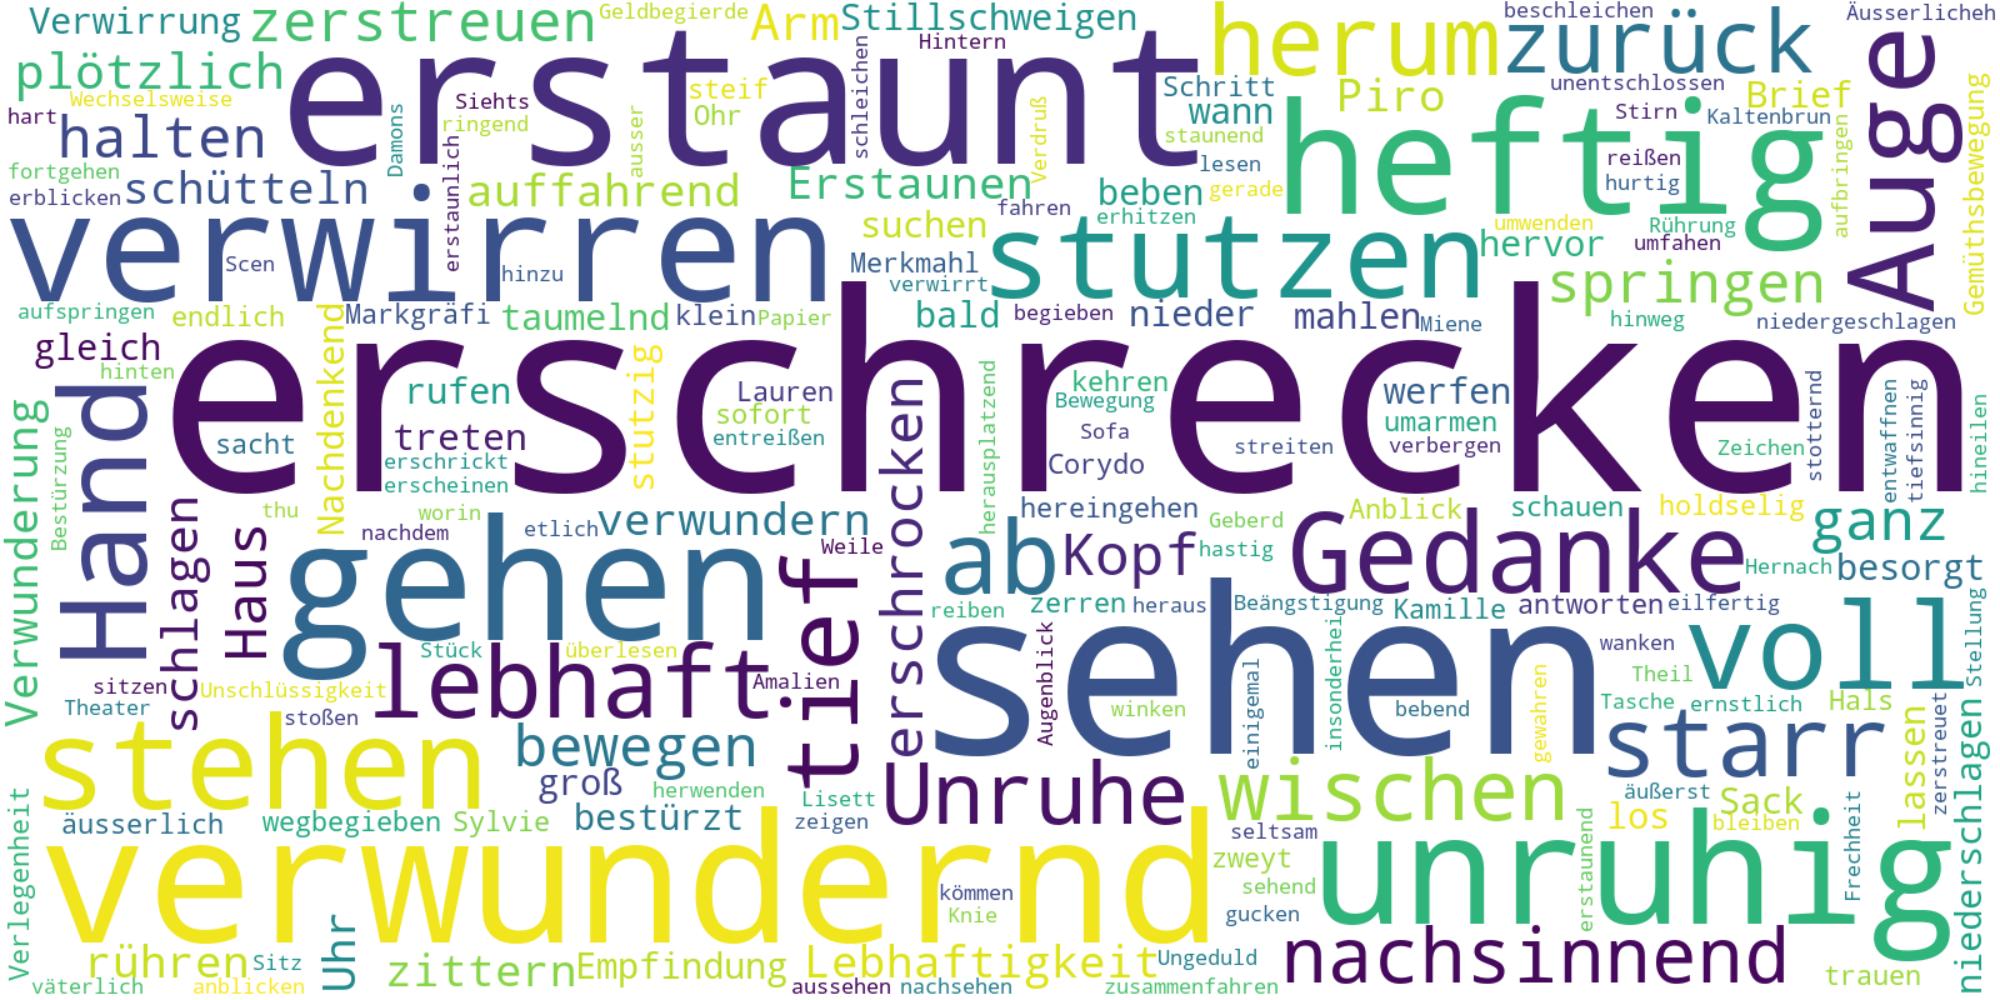 Verwirrung
zerstreuen
Geldbegierde
Arm
Stillschweigen
herum
zurück
beschleichen
Äusserlicheh
plötzlich
erstaunt
Hintern
schleichen
Auge
hart
Wechselsweise
halten
Damons
Siehts
ringend
ausser
steif
Ohr
Verdruß
Schritt
wann
staunend
lesen
heftig
Piro
unentschlossen
Stirn
Brief
Kaltenbrun
Gemüthsbewegung
fortgehen
erblicken
schütteln
erstaunlich
auffahrend
Erstaunen
beben
gerade
erhitzen
reißen
hurtig
aufbringen
verwirren
Scen
hinzu
suchen
fahren
stutzen
umwenden
Rührung
hervor
umfahen
Merkmahl
verwirrt
springen
aufspringen
endlich
Nachdenkend
Markgräfi
taumelnd
klein
Papier
bald
begieben
nieder
mahlen
Miene
hinweg
niedergeschlagen
gleich
hinten
erschrecken
Hand
rufen
stutzig
Lauren
sofort
entreißen
erschrocken
herausplatzend
kehren
Bewegung
Sofa
Corydo
werfen
umarmen
verbergen
streiten
Zeichen
stotternd
entwaffnen
tiefsinnig
hineilen
Verwunderung
Bestürzung
sacht
treten
erschrickt
erscheinen
schlagen
Haus
thu
nachdem
worin
etlich
verwundern
Weile
tief
hereingehen
ab
Kopf
Geberd
hastig
Anblick
Gedanke
schauen
holdselig
ganz
Hernach
besorgt
gehen
reiben
zerren
heraus
Beängstigung
Kamille
antworten
eilfertig
Stück
überlesen
lebhaft
Amalien
sehen
Augenblick
winken
einigemal
insonderhei
bebend
gewahren
wanken
voll
Stellung
Theil
Tasche
ernstlich
Hals
sitzen
Theater
Unschlüssigkeit
stoßen
stehen
bewegen
groß
herwenden
starr
lassen
zerstreuet
niederschlagen
Verlegenheit
äusserlich
wegbegieben
Sylvie
bestürzt
Lisett
zeigen
Unruhe
wischen
äußerst
los
Sack
bleiben
Frechheit
verwundernd
seltsam
zweyt
sehend
gucken
erstaunend
unruhig
kömmen
Knie
rühren
Sitz
Uhr
zittern
Empfindung
Lebhaftigkeit
Ungeduld
nachsinnend
trauen
väterlich
anblicken
aussehen
nachsehen
zusammenfahren